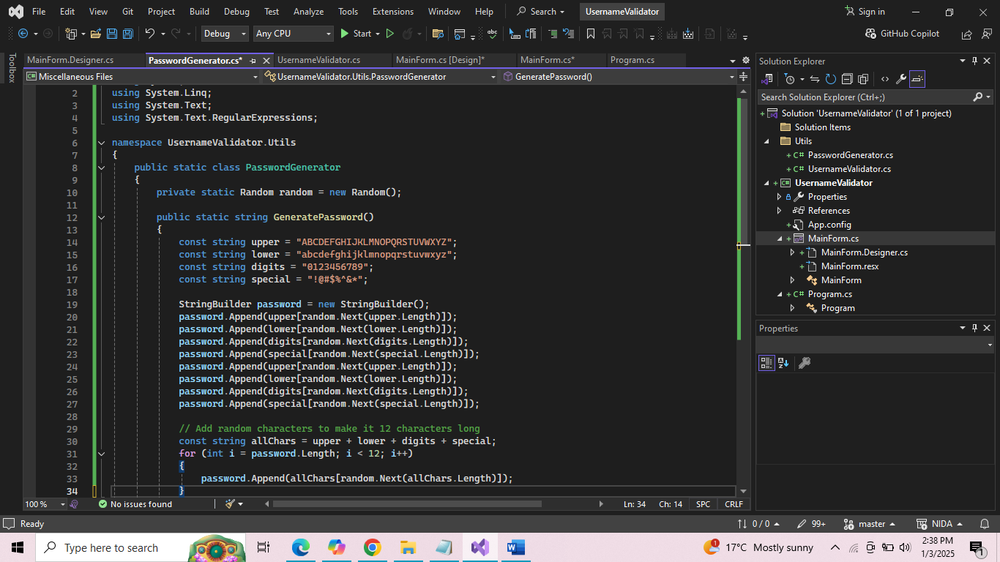 File Edit View Git Project Build Debug Test Analyze Tools Extensions Window Help Search UsernameValidator Sign in
Debug Any CPU Start GitHub Copilot
Toolbox
MainForm.Designer.cs PasswordGenerator.cs* UsernameValidator.cs MainForm.cs [Design]* MainForm.cs* Program.cs
Miscellaneous Files UsernameValidator.Utils.PasswordGenerator GeneratePassword()
2 using System.Linq;
3 using System.Text;
4 using System.Text.RegularExpressions;
5
6 namespace UsernameValidator.Utils
7 {
8 public static class PasswordGenerator
9 {
10 private static Random random = new Random();
11
12 public static string GeneratePassword()
13 {
14 const string upper = "ABCDEFGHIJKLMNOPQRSTUVWXYZ";
15 const string lower = "abcdefghijklmnopqrstuvwxyz";
16 const string digits = "0123456789";
17 const string special = "!@#$%^&*";
18
19 StringBuilder password = new StringBuilder();
20 password.Append(upper[random.Next(upper.Length)]);
21 password.Append(lower[random.Next(lower.Length)]);
22 password.Append(digits[random.Next(digits.Length)]);
23 password.Append(special[random.Next(special.Length)]);
24 password.Append(upper[random.Next(upper.Length)]);
25 password.Append(lower[random.Next(lower.Length)]);
26 password.Append(digits[random.Next(digits.Length)]);
27 password.Append(special[random.Next(special.Length)]);
28
29 // Add random characters to make it 12 characters long
30 const string allChars = upper + lower + digits + special;
31 for (int i = password.Length; i < 12; i++)
32 {
33 password.Append(allChars[random.Next(allChars.Length)]);
34 }
100 % No issues found Ln: 34 Ch: 14 SPC CRLF
Solution Explorer
Search Solution Explorer (Ctrl+;)
Solution 'UsernameValidator' (1 of 1 project)
Solution Items
Utils
C# PasswordGenerator.cs
C# UsernameValidator.cs
C# UsernameValidator
Properties
References
App.config
MainForm.cs
MainForm.Designer.cs
MainForm.resx
MainForm
C# Program.cs
Program
Properties
Ready 0 / 0 99+ master NIDA
Type here to search 1 17°C Mostly sunny 2:38 PM
1/3/2025 1